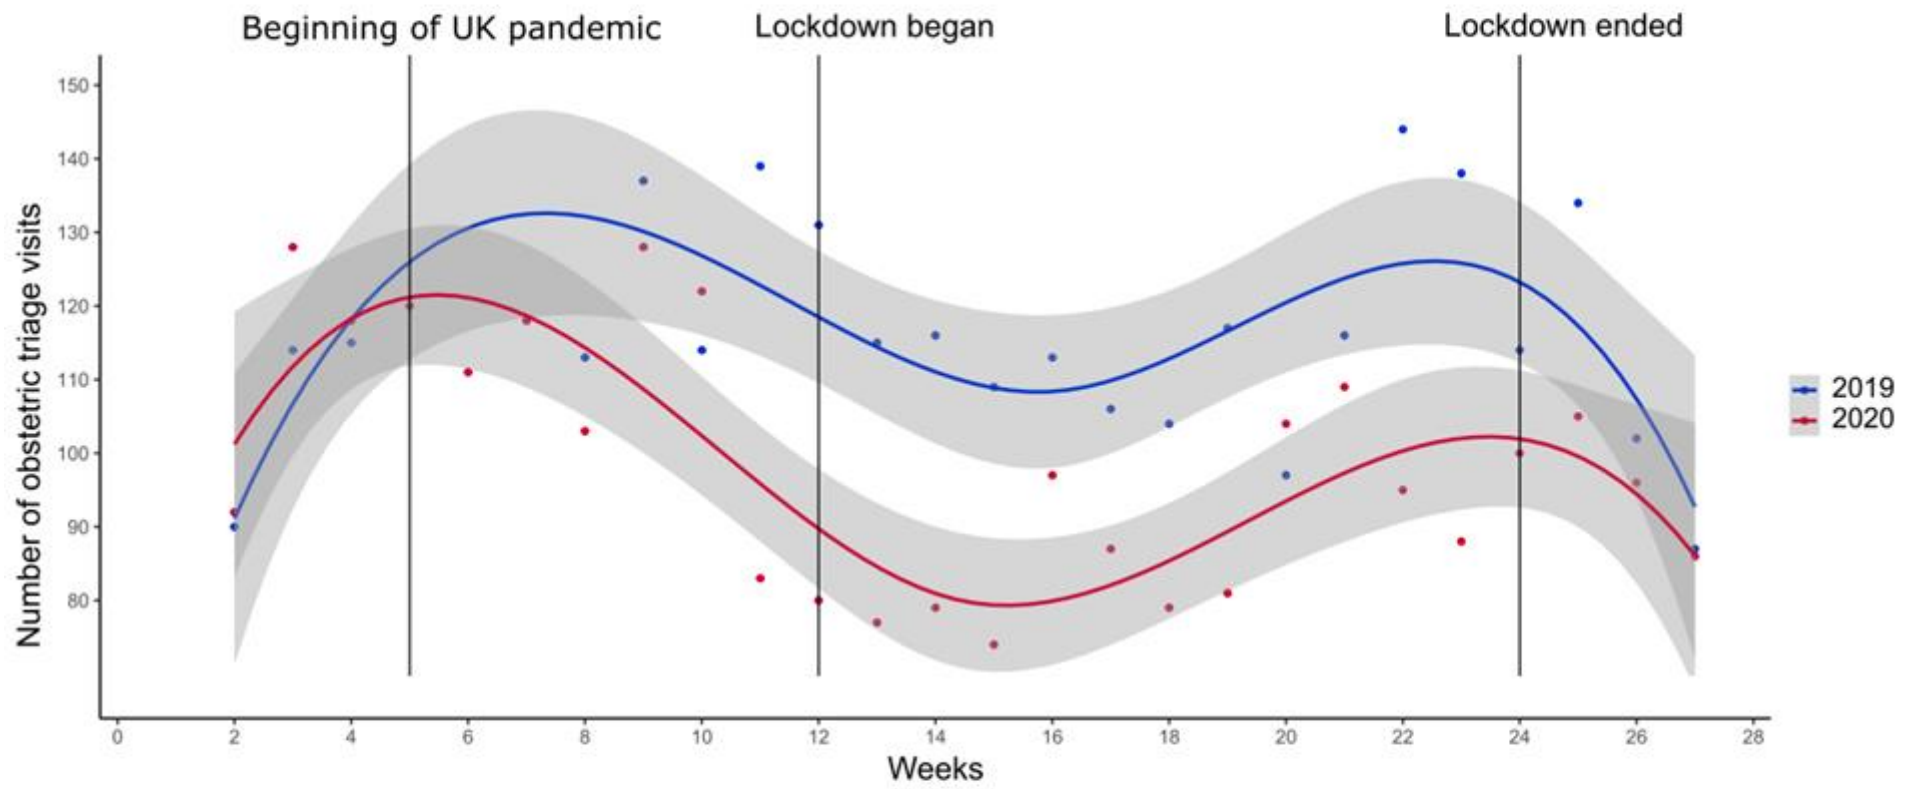 Beginning of UK pandemic
Lockdown began
Lockdown ended
Number of obstetric triage visits
150
140
130
120
110
100
90
80
2019
2020
0 2 4 6 8 10 12 14 16 18 20 22 24 26 28
Weeks